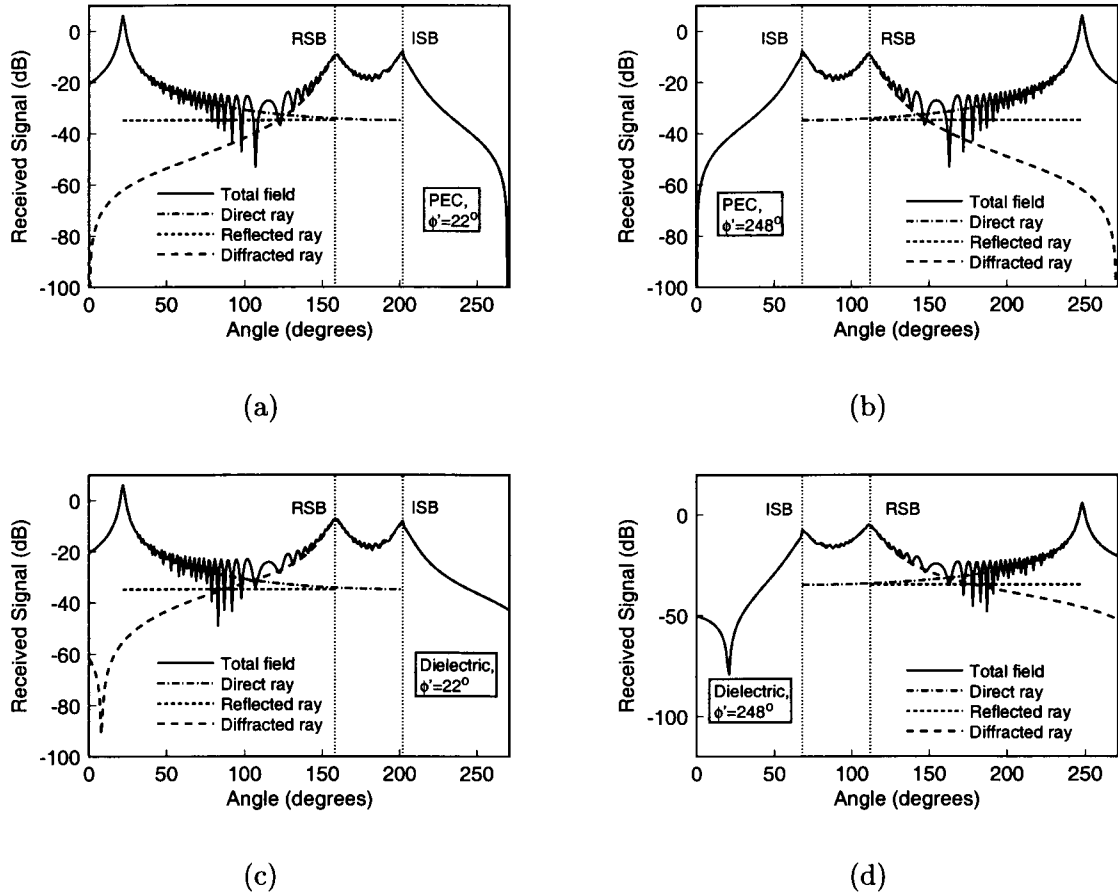 RSB
ISB
0
-20
-40
-60
-80
-100
Received Signal (dB)
Total field
Direct ray
Reflected ray
Diffracted ray
PEC,
ϕ'=22⁰
0
50
100
150
200
250
Angle (degrees)
(a)
ISB
RSB
0
-20
-40
-60
-80
-100
Received Signal (dB)
PEC,
ϕ'=248⁰
Total field
Direct ray
Reflected ray
Diffracted ray
0
50
100
150
200
250
Angle (degrees)
(b)
RSB
ISB
0
-20
-40
-60
-80
-100
Received Signal (dB)
Total field
Direct ray
Reflected ray
Diffracted ray
Dielectric,
ϕ'=22⁰
0
50
100
150
200
250
Angle (degrees)
(c)
ISB
RSB
0
-50
-100
Received Signal (dB)
Dielectric,
ϕ'=248⁰
Total field
Direct ray
Reflected ray
Diffracted ray
0
50
100
150
200
250
Angle (degrees)
(d)